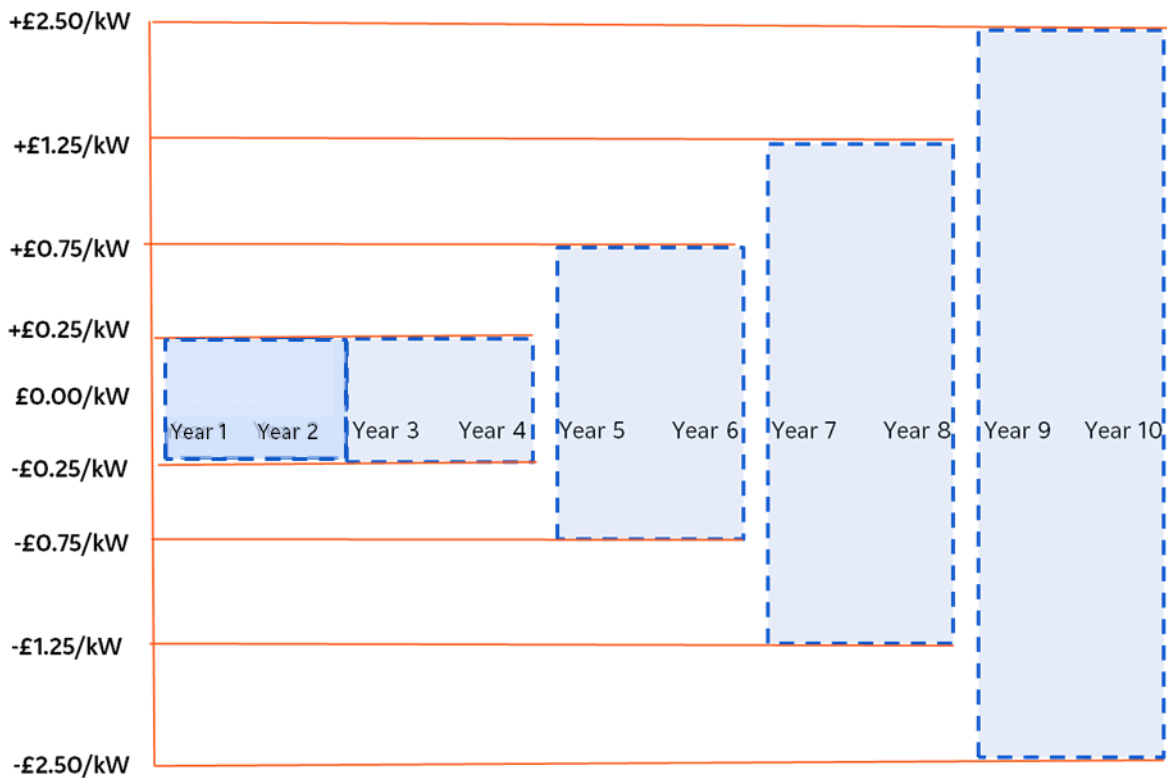 +£2.50/kW
+£1.25/kW
+£0.75/kW
+£0.25/kW
£0.00/kW
Year 1 Year 2 Year 3 Year 4 Year 5 Year 6 Year 7 Year 8 Year 9 Year 10
-£0.25/kW
-£0.75/kW
-£1.25/kW
-£2.50/kW